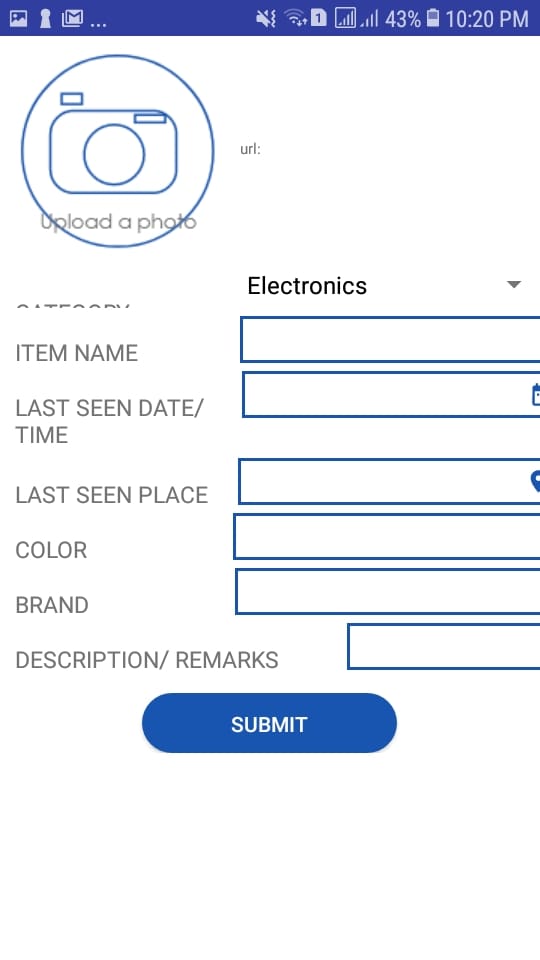 ... 1 43% 10:20 PM
Upload a photo
url:
Electronics
CATEGORY
ITEM NAME
LAST SEEN DATE/
TIME
LAST SEEN PLACE
COLOR
BRAND
DESCRIPTION/ REMARKS
SUBMIT